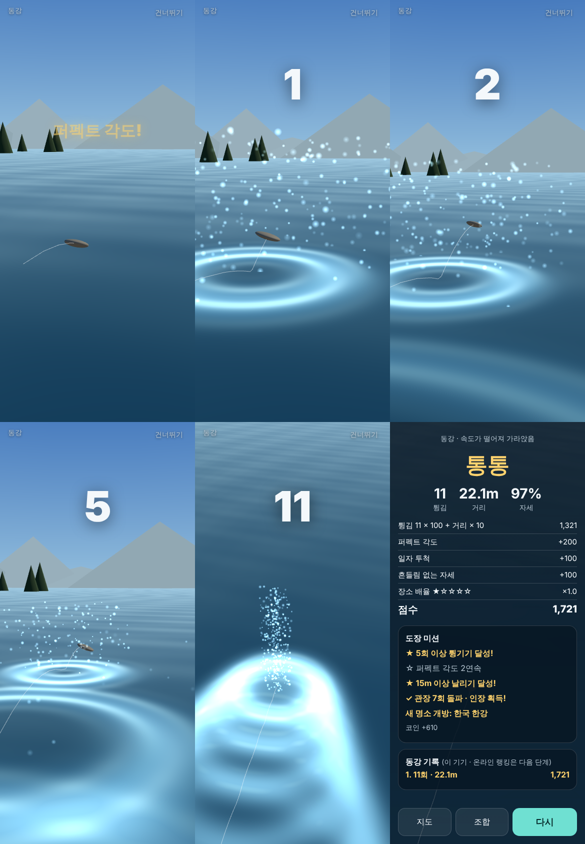 동강 건너뛰기
퍼펙트 각도!
동강 건너뛰기
1
동강 건너뛰기
2
동강 건너뛰기
5
동강 건너뛰기
11
동강 · 속도가 떨어져 가라앉음
통통
11 22.1m 97%
튕김 거리 자세
튕김 11 × 100 + 거리 × 10 1,321
퍼펙트 각도 +200
일자 투척 +100
흔들림 없는 자세 +100
장소 배율 ★☆☆☆☆ ×1.0
점수 1,721
도장 미션
★ 5회 이상 튕기기 달성!
☆ 퍼펙트 각도 2연속
★ 15m 이상 날리기 달성!
✓ 관장 7회 돌파 · 인장 획득!
새 명소 개방: 한국 한강
코인 +610
동강 기록 (이 기기 · 온라인 랭킹은 다음 단계)
1. 11회 · 22.1m 1,721
지도 조합 다시